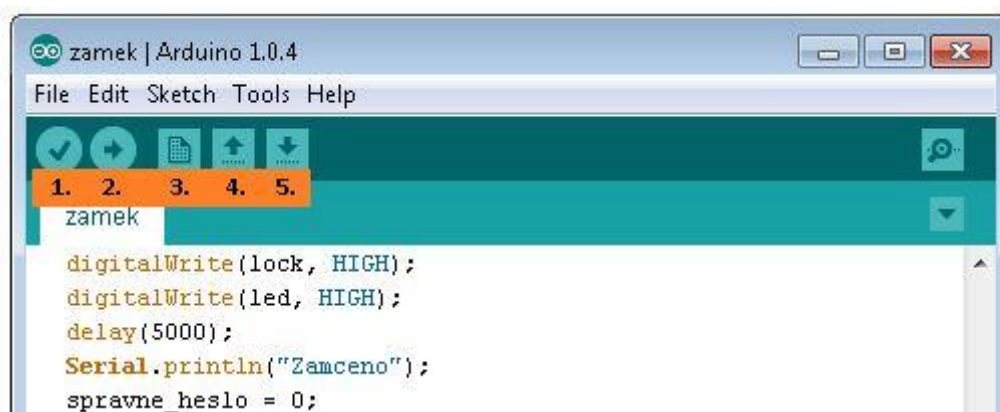 zamek | Arduino 1.0.4
File Edit Sketch Tools Help
1. 2. 3. 4. 5.
zamek
digitalWrite(lock, HIGH);
digitalWrite(led, HIGH);
delay(5000);
Serial.println("Zamceno");
spravne_heslo = 0;